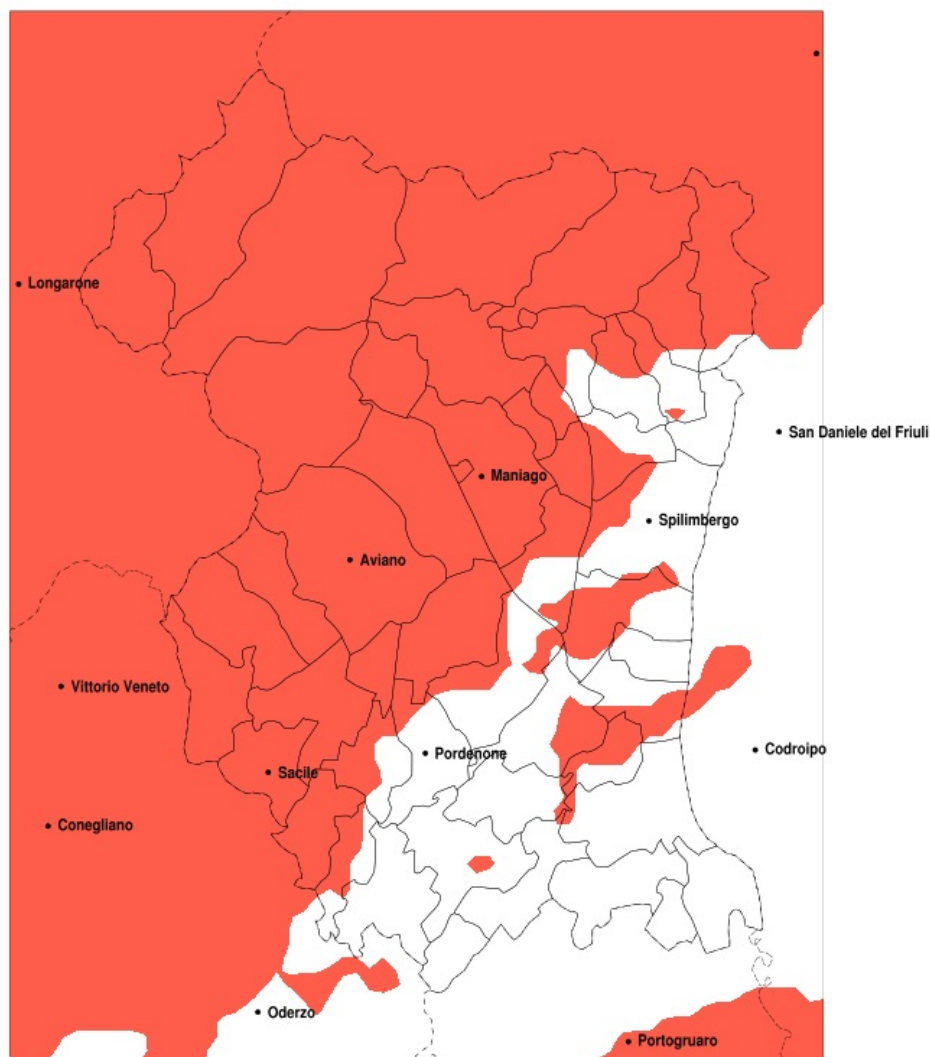 Longarone
San Daniele del Friuli
Maniago
Spilimbergo
Aviano
Vittorio Veneto
Codroipo
Pordenone
Sacile
Conegliano
Oderzo
Portogruaro